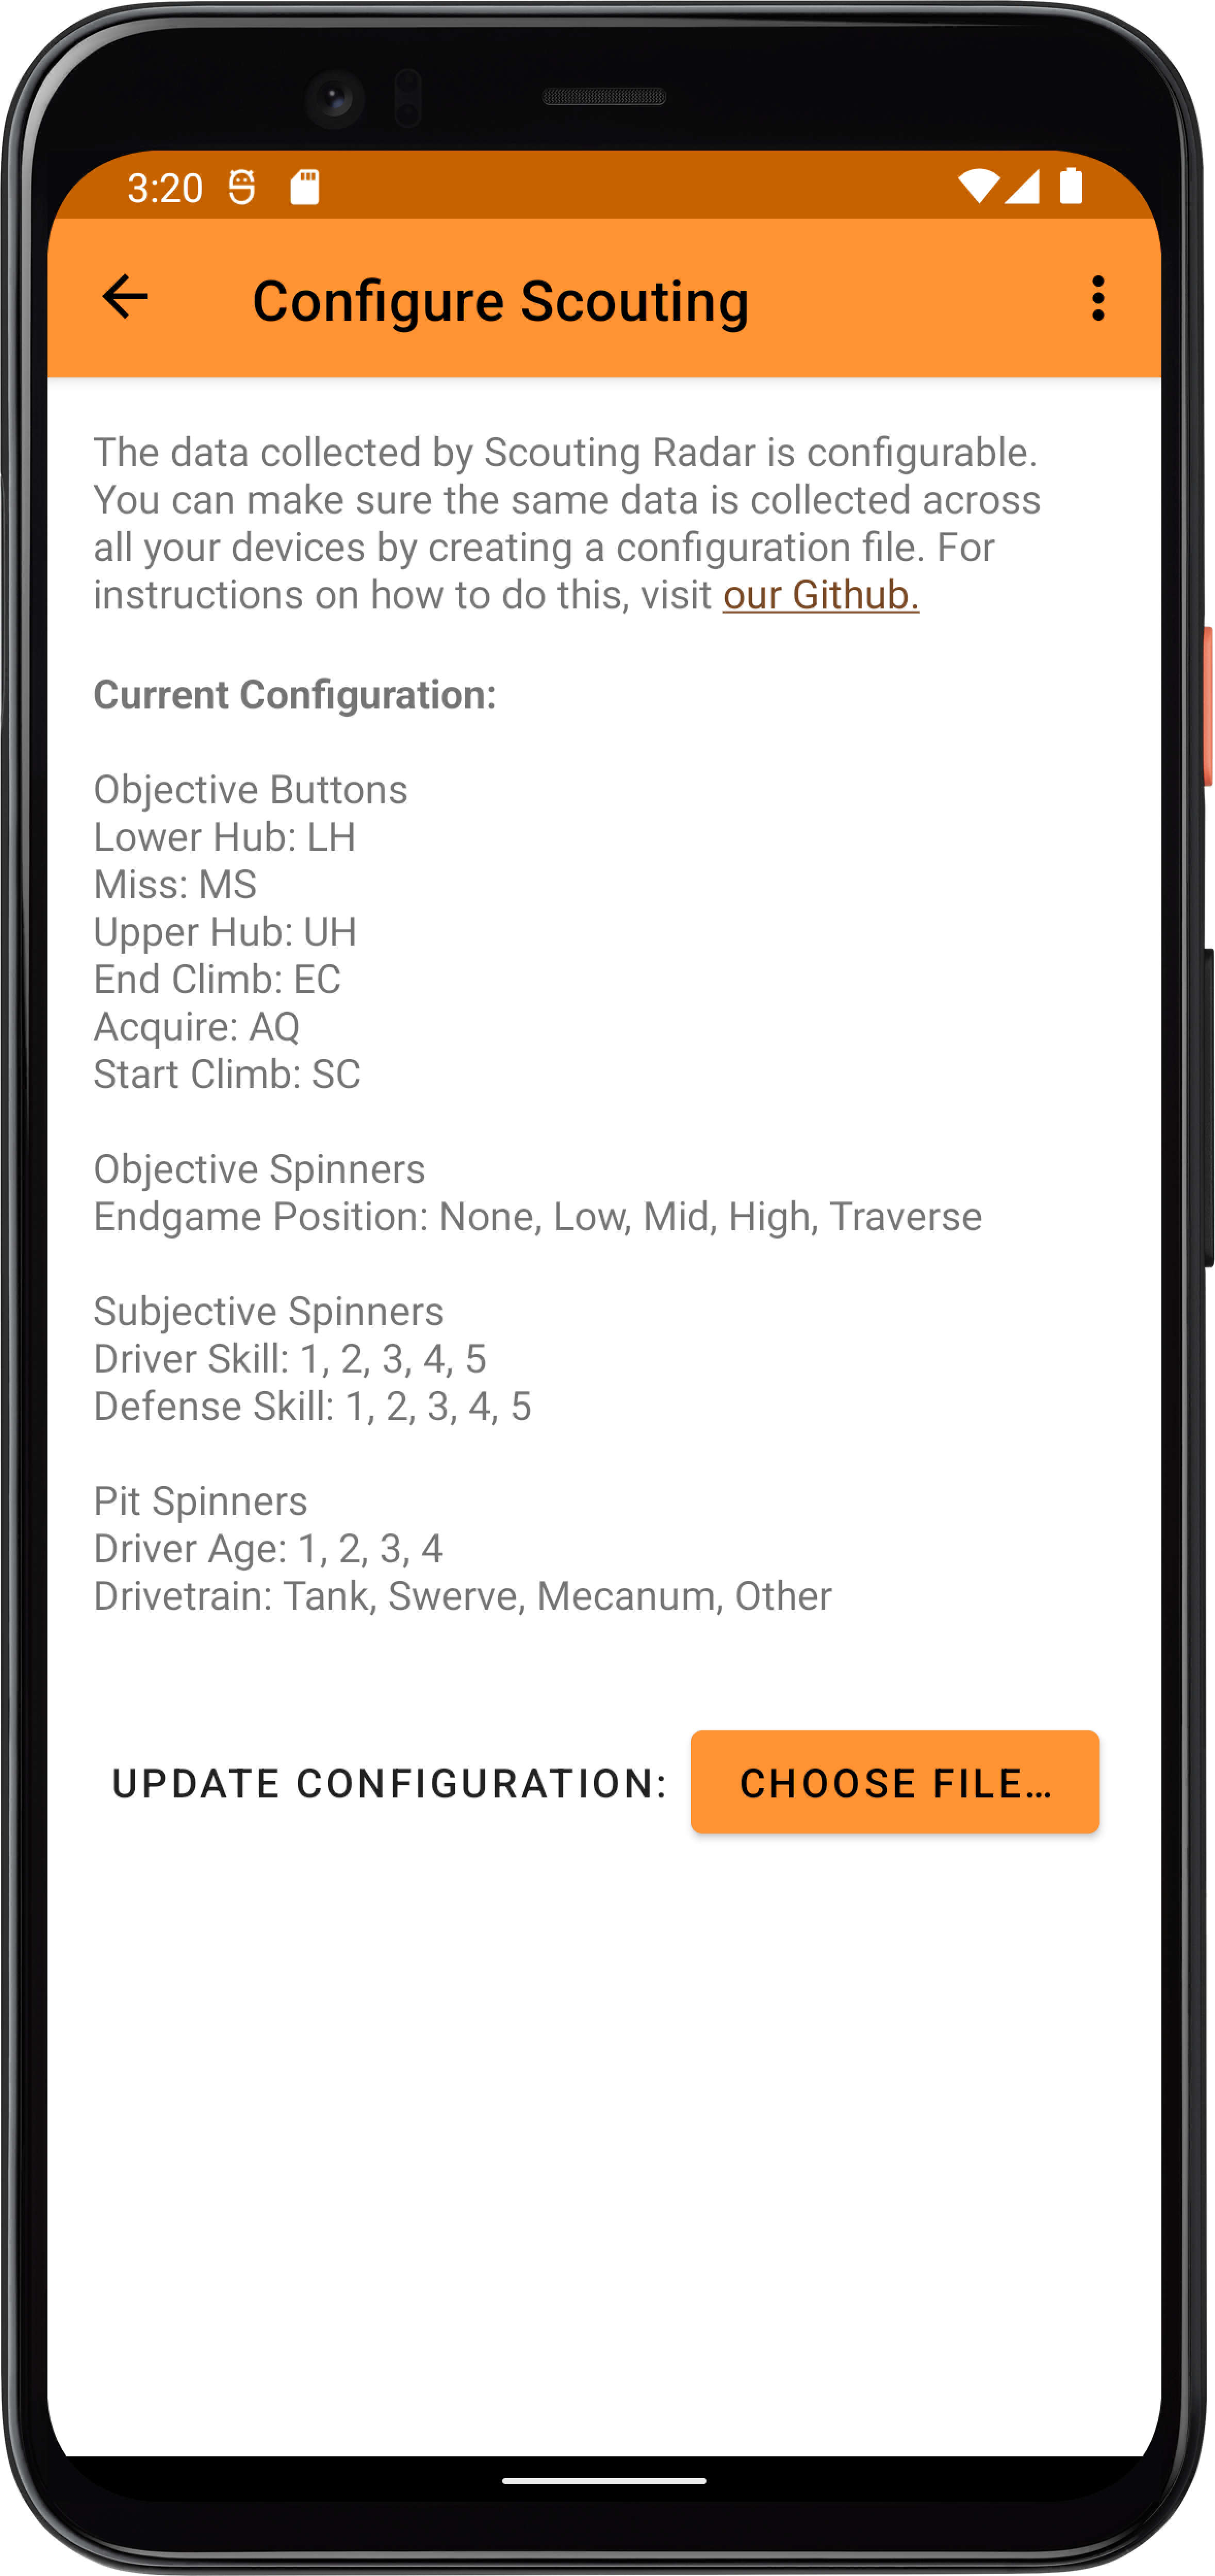 3:20
Configure Scouting
The data collected by Scouting Radar is configurable.
You can make sure the same data is collected across
all your devices by creating a configuration file. For
instructions on how to do this, visit our Github.
Current Configuration:
Objective Buttons
Lower Hub: LH
Miss: MS
Upper Hub: UH
End Climb: EC
Acquire: AQ
Start Climb: SC
Objective Spinners
Endgame Position: None, Low, Mid, High, Traverse
Subjective Spinners
Driver Skill: 1, 2, 3, 4, 5
Defense Skill: 1, 2, 3, 4, 5
Pit Spinners
Driver Age: 1, 2, 3, 4
Drivetrain: Tank, Swerve, Mecanum, Other
UPDATE CONFIGURATION: CHOOSE FILE…